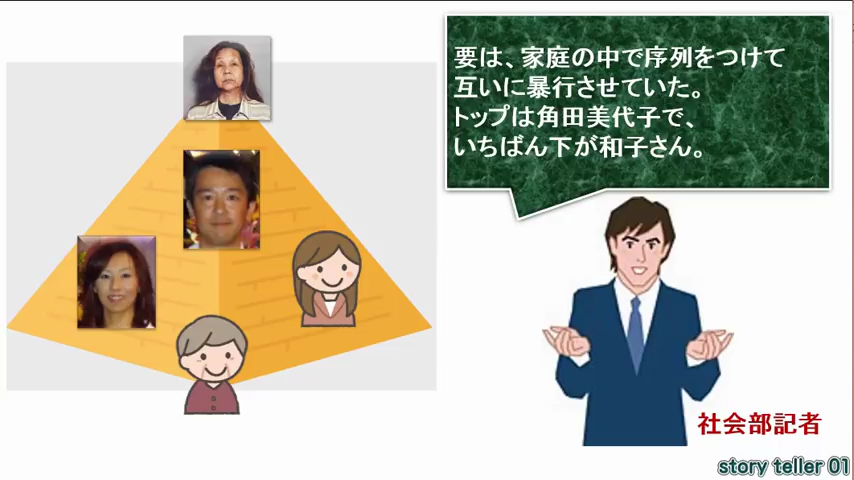 要は、家庭の中で序列をつけて
互いに暴行させていた。
トップは角田美代子で、
いちばん下が和子さん。
社会部記者
story teller 01